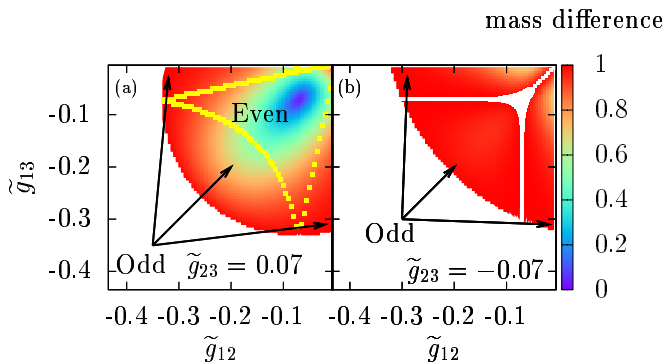 mass difference
(a)
(b)
Even
Odd
Odd
g̃23 = 0.07
g̃23 = −0.07
g̃13
-0.1
-0.2
-0.3
-0.4
-0.4 -0.3 -0.2 -0.1
-0.4 -0.3 -0.2 -0.1
g̃12
g̃12
1
0.8
0.6
0.4
0.2
0